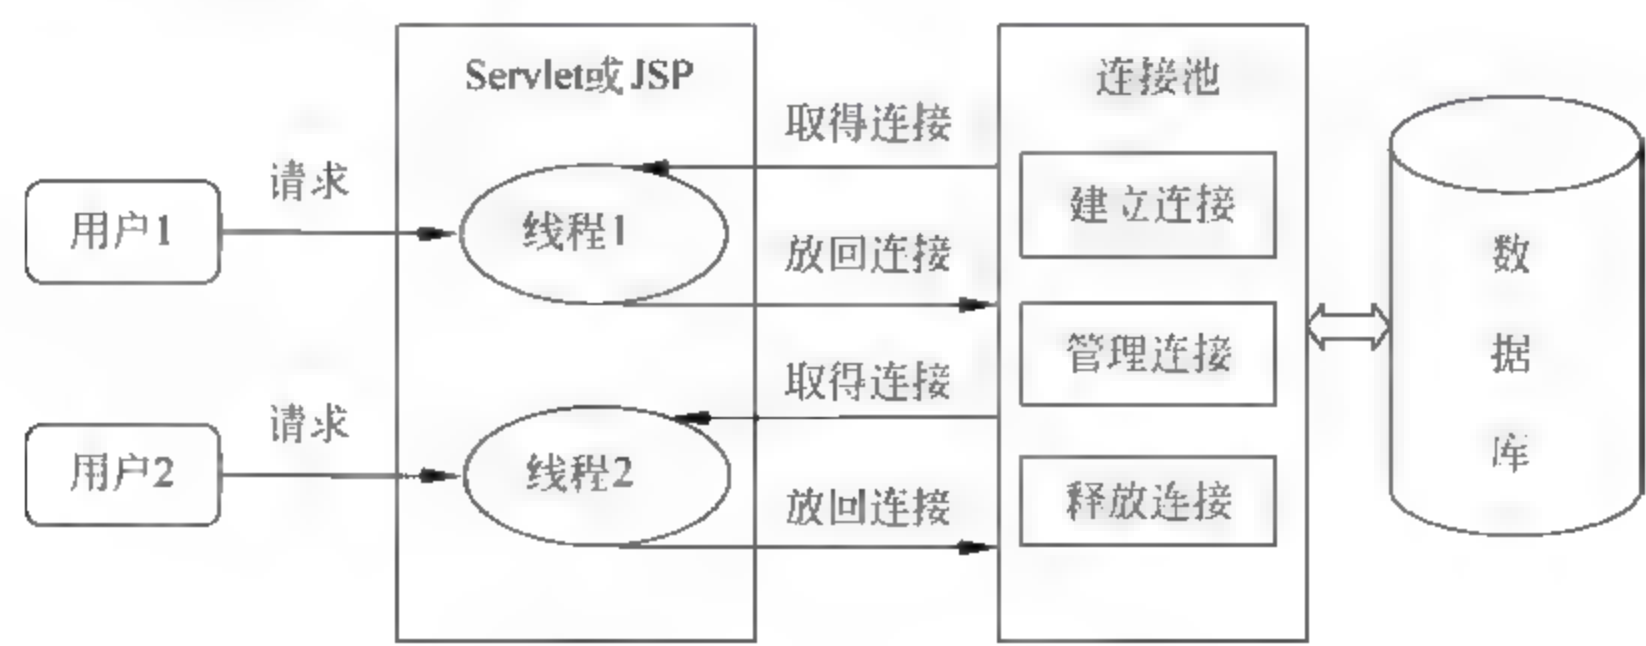 Servlet或JSP
连接池
取得连接
请求
建立连接
用户1
线程1
放回连接
数
据
库
管理连接
取得连接
请求
用户2
线程2
放回连接
释放连接